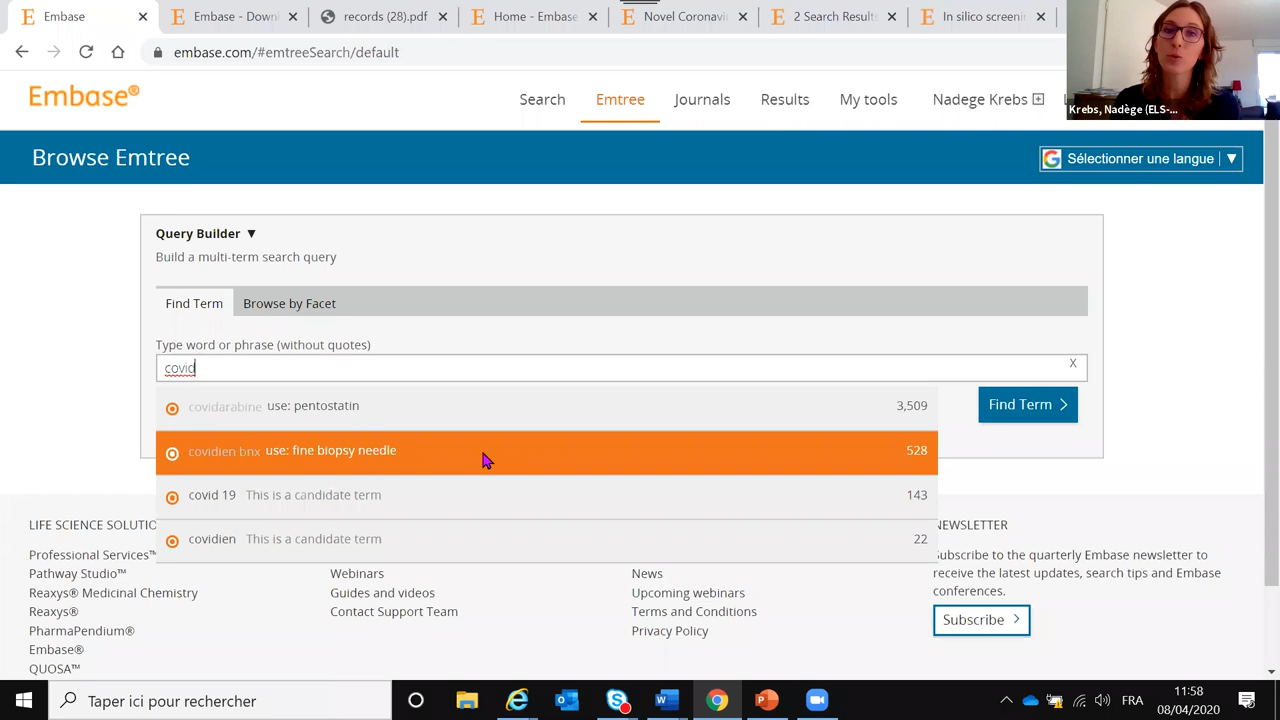 Embase
Embase - Down
records (28).pdf
Home - Embase
Novel Coronavi
2 Search Results
In silico screenin
embase.com/#emtreeSearch/default
Krebs, Nadège (ELS-...
Embase®
Search
Emtree
Journals
Results
My tools
Nadege Krebs
Browse Emtree
Sélectionner une langue
Query Builder ▼
Build a multi-term search query
Find Term
Browse by Facet
Type word or phrase (without quotes)
covid
X
covidarabine use: pentostatin 3,509
Find Term
covidien bnx use: fine biopsy needle 528
covid 19 This is a candidate term 143
covidien This is a candidate term 22
LIFE SCIENCE SOLUTIO
Professional Services™
Pathway Studio™
Reaxys® Medicinal Chemistry
Reaxys®
PharmaPendium®
Embase®
QUOSA™
Webinars
Guides and videos
Contact Support Team
News
Upcoming webinars
Terms and Conditions
Privacy Policy
NEWSLETTER
Subscribe to the quarterly Embase newsletter to
receive the latest updates, search tips and Embase
conferences.
Subscribe
Taper ici pour rechercher
FRA
11:58
08/04/2020